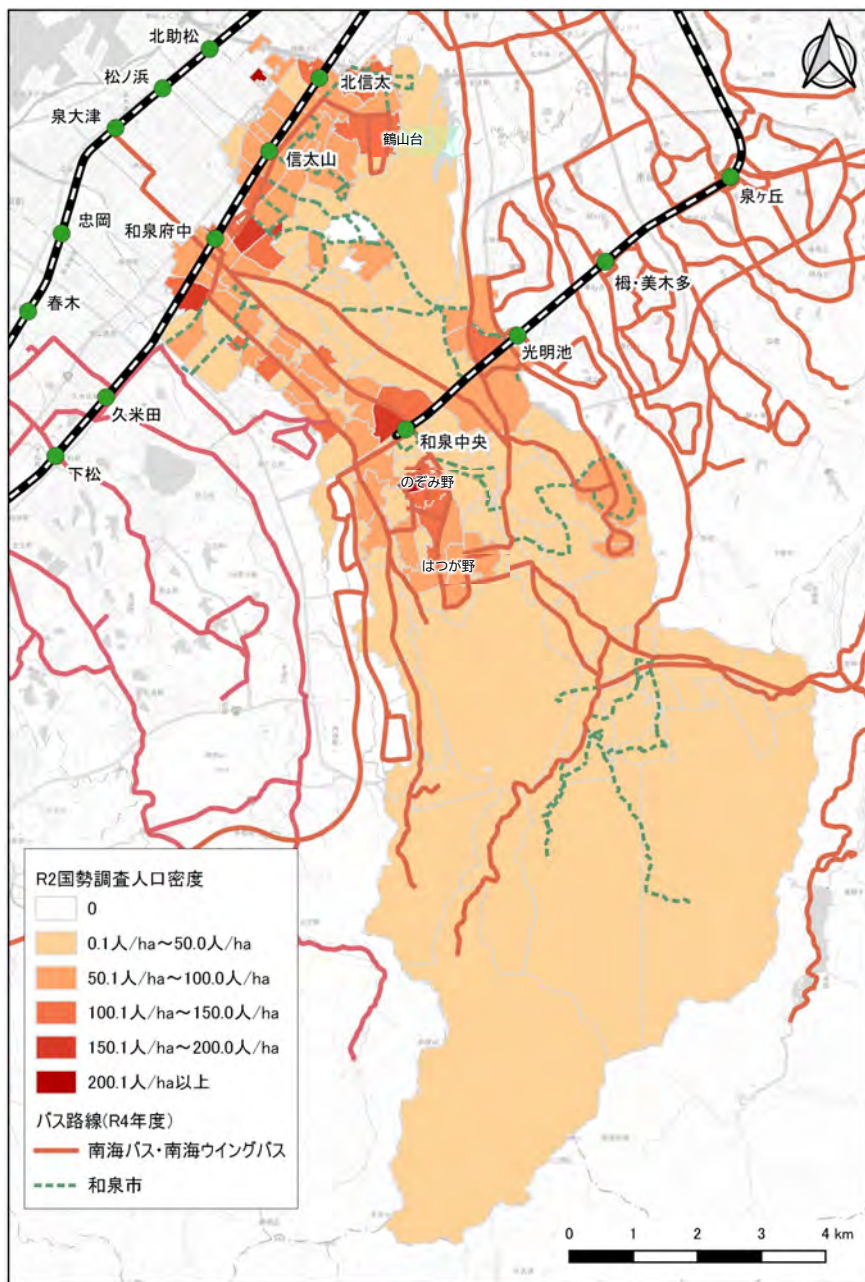 北助松
松ノ浜
北信太
泉大津
鶴山台
信太山
泉ヶ丘
忠岡
和泉府中
栂・美木多
春木
光明池
久米田
和泉中央
下松
のぞみ野
はつが野
R2国勢調査人口密度
0
0.1人/ha～50.0人/ha
50.1人/ha～100.0人/ha
100.1人/ha～150.0人/ha
150.1人/ha～200.0人/ha
200.1人/ha以上
バス路線(R4年度)
南海バス・南海ウイングバス
和泉市
0 1 2 3 4 km